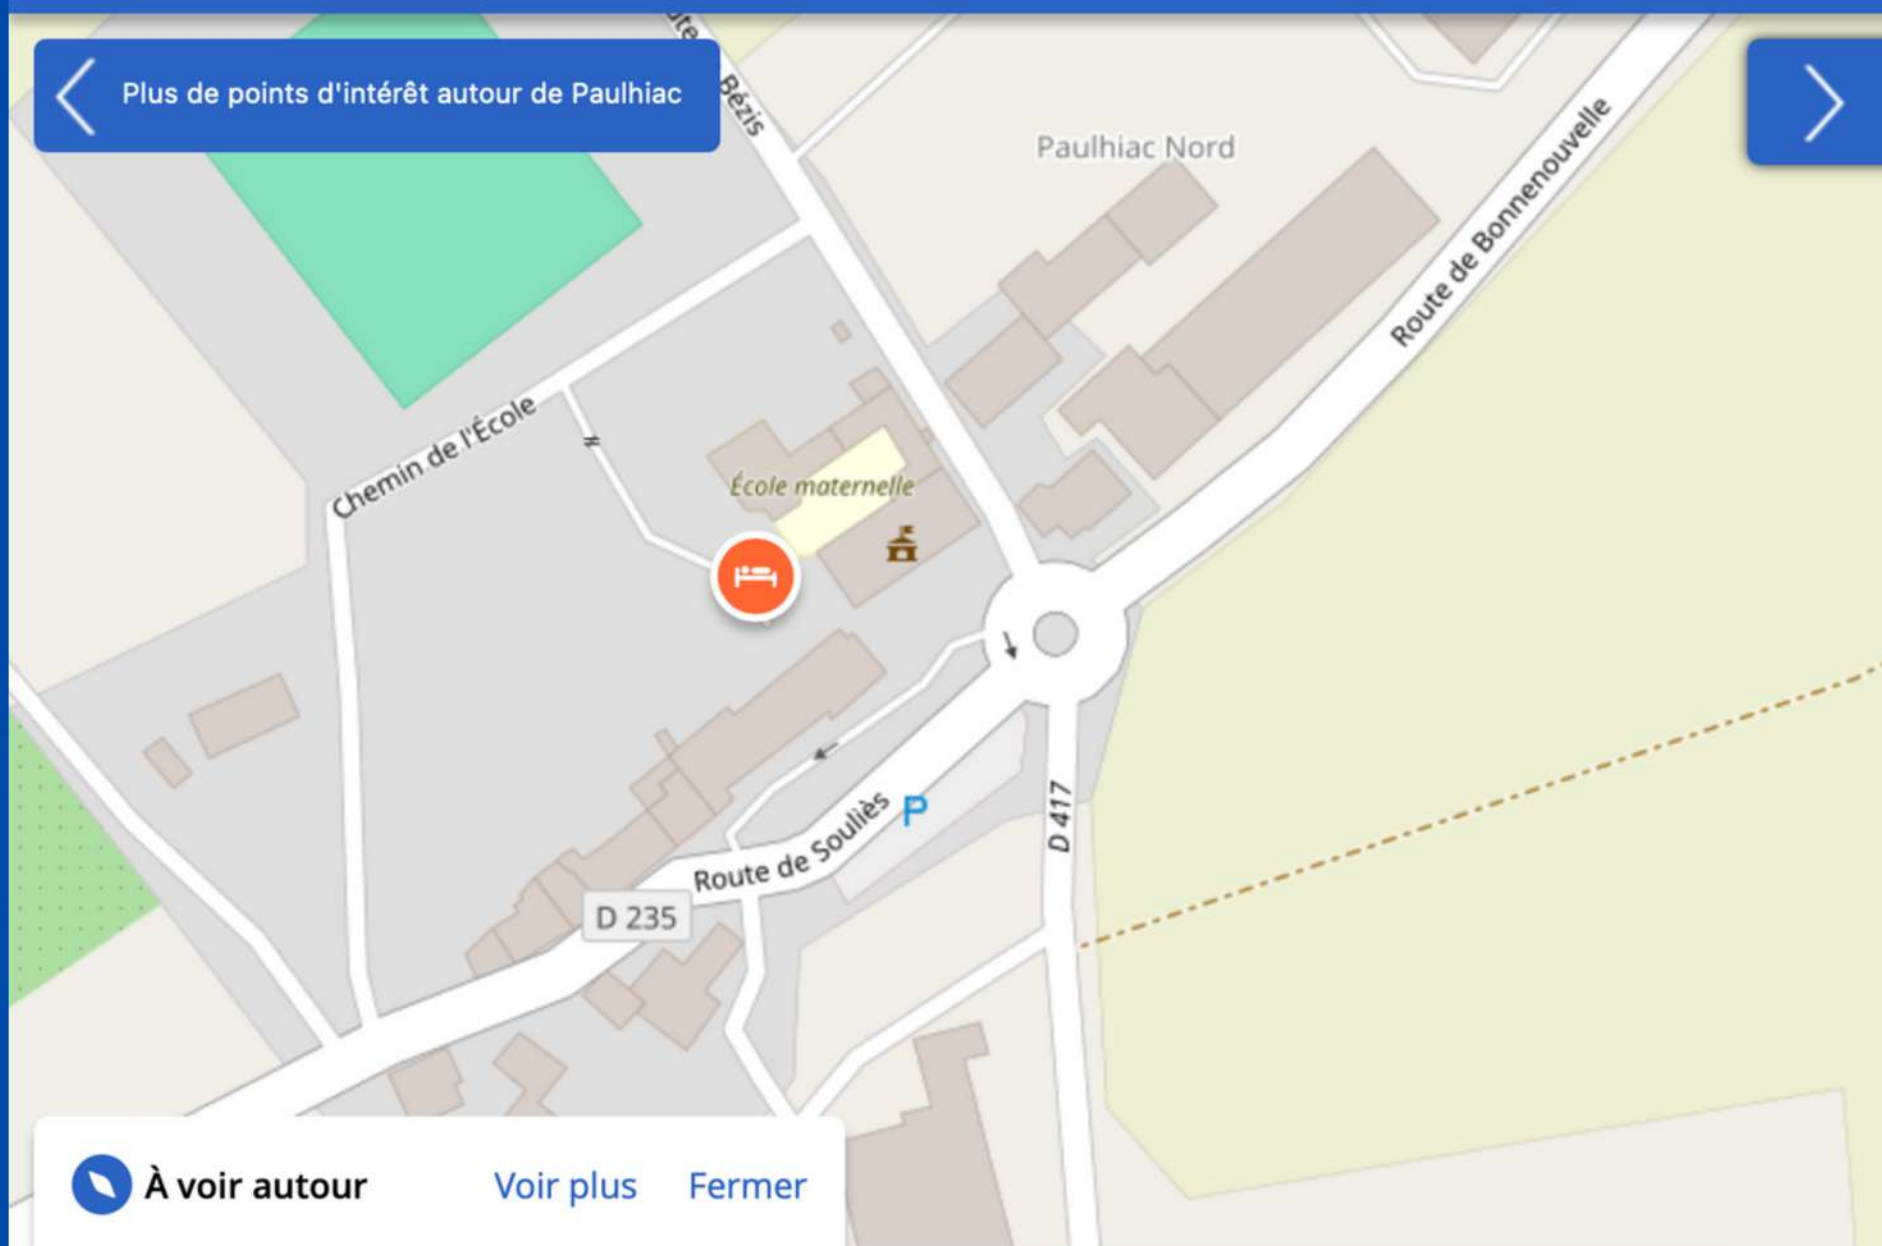 Plus de points d'intérêt autour de Paulhiac
Bézis
Paulhiac Nord
Route de Bonnenouvelle
Chemin de l'École
École maternelle
Route de Souliès
P
D 417
D 235
À voir autour
Voir plus
Fermer